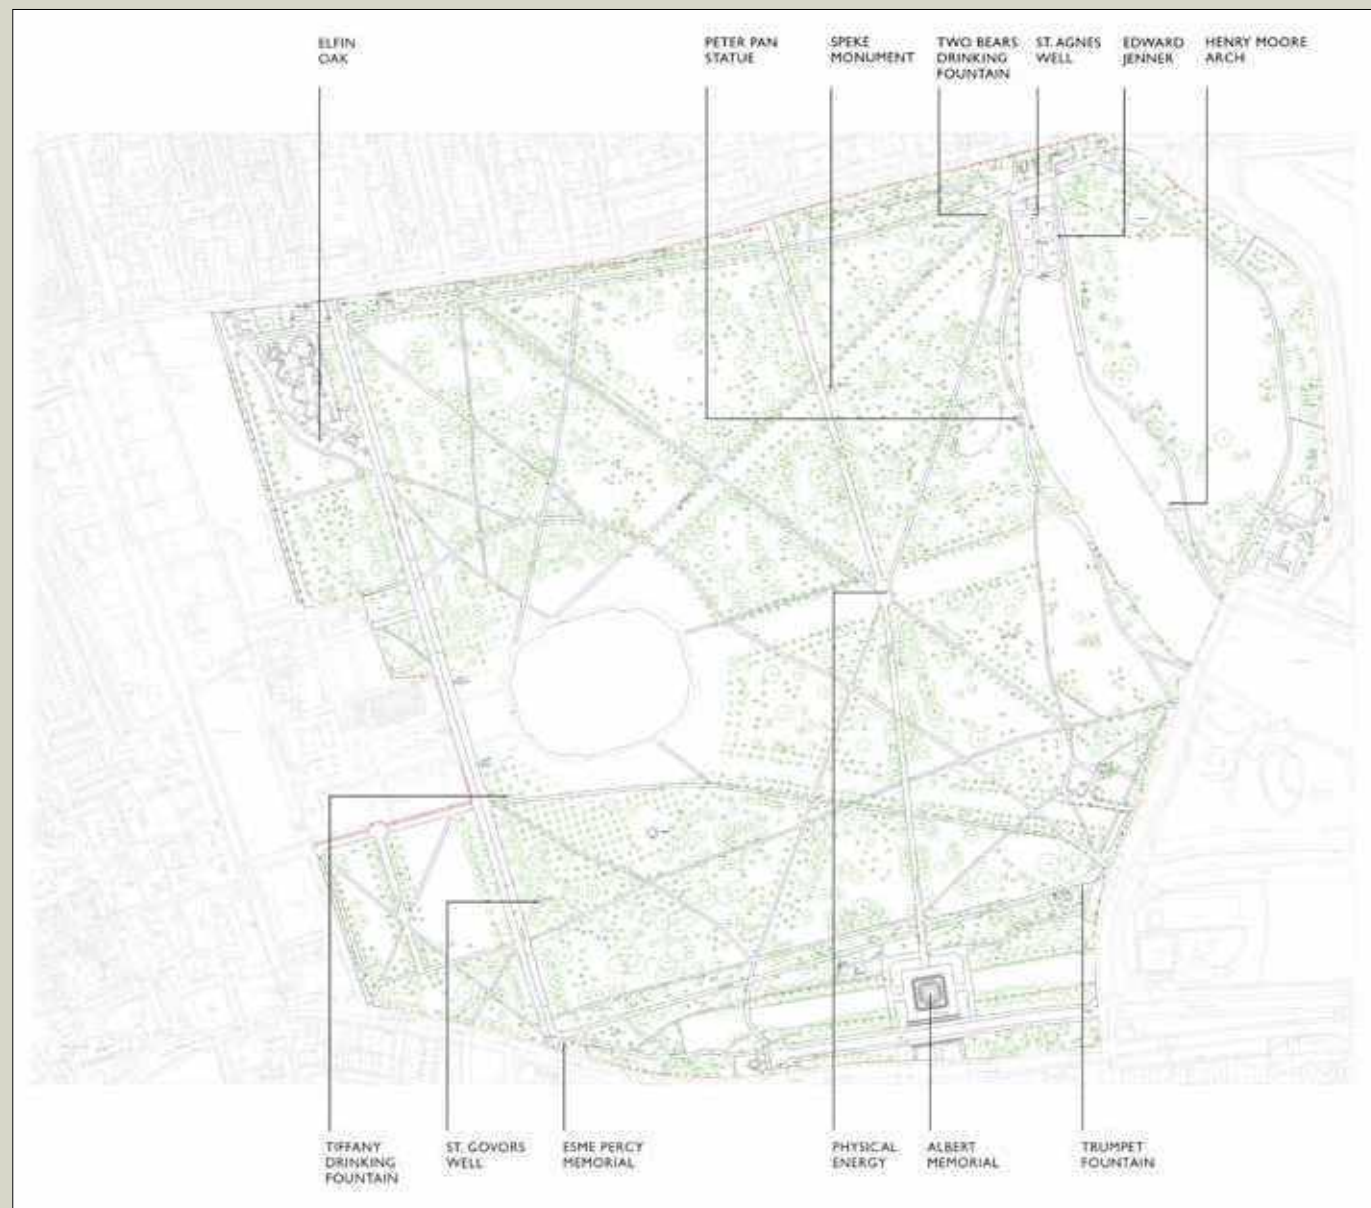 ELFIN
OAK
PETER PAN
STATUE
SPEKE
MONUMENT
TWO BEARS
DRINKING
FOUNTAIN
ST. AGNES
WELL
EDWARD
JENNER
HENRY MOORE
ARCH
TIFFANY
DRINKING
FOUNTAIN
ST. GOVORS
WELL
ESME PERCY
MEMORIAL
PHYSICAL
ENERGY
ALBERT
MEMORIAL
TRUMPET
FOUNTAIN